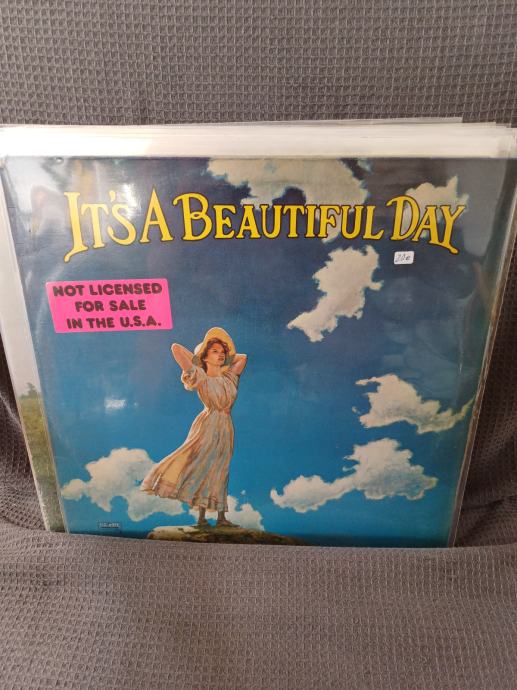 IT'S A BEAUTIFUL DAY
20€
NOT LICENSED
FOR SALE
IN THE U.S.A.